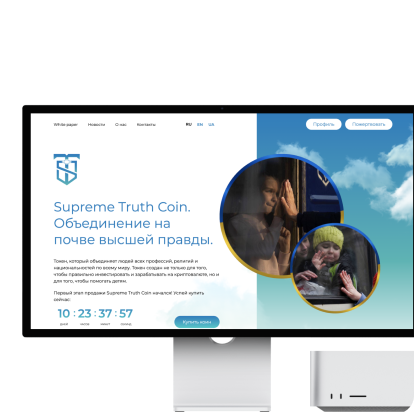 White paper Новости О нас Контакты RU EN UA Профиль Пожертвовать
Supreme Truth Coin.
Объединение на
почве высшей правды.
Токен, который объединяет людей всех профессий, религий и
национальностей по всему миру. Токен создан не только для того,
чтобы правильно инвестировать и зарабатывать на криптовалюте, но и
для того, чтобы помогать детям.
Первый этап продажи Supreme Truth Coin начался! Успей купить
сейчас:
10 : 23 : 37 : 57
дней часов минут секунд
Купить коин